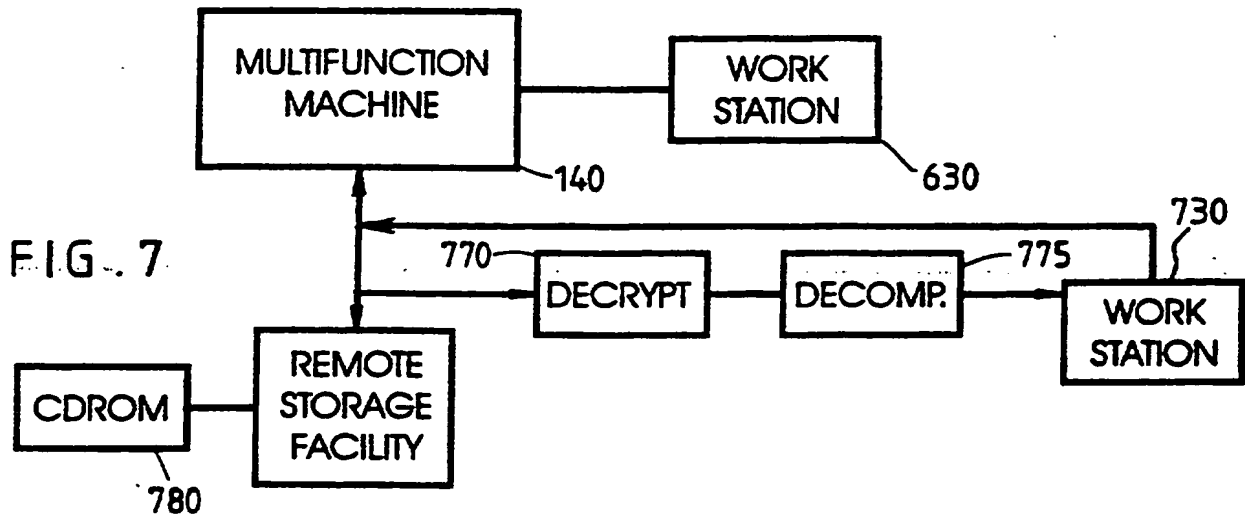 MULTIFUNCTION
MACHINE
WORK
STATION
140
630
730
FIG. 7
770
775
DECRYPT
DECOMP.
WORK
STATION
REMOTE
STORAGE
FACILITY
CDROM
780